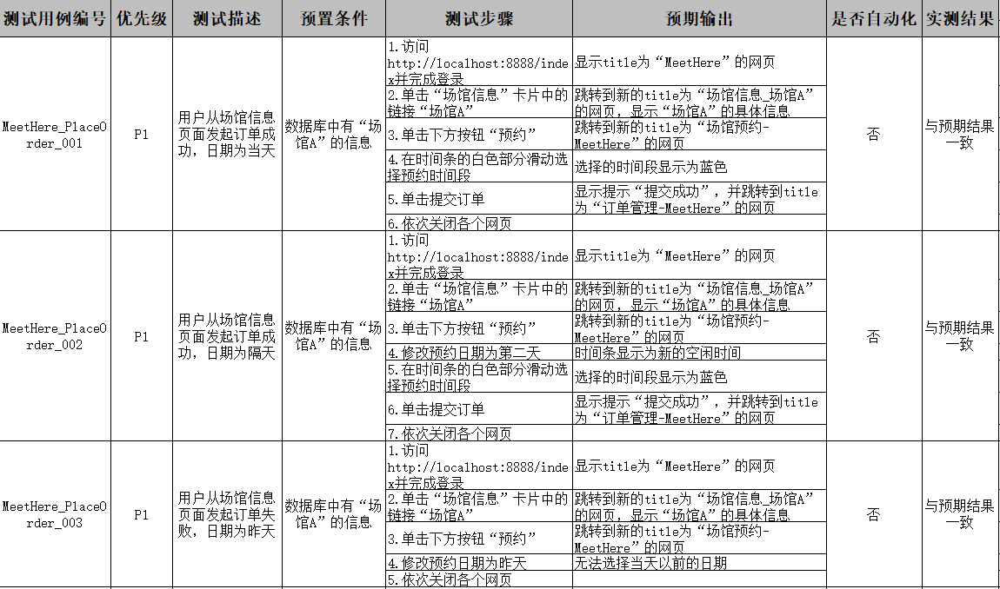 测试用例编号 优先级 测试描述 预置条件 测试步骤 预期输出 是否自动化 实测结果
MeetHere_PlaceO
rder_001
P1
用户从场馆信息
页面发起订单成
功，日期为当天
数据库中有“场
馆A”的信息
1.访问
http://localhost:8888/inde
x并完成登录
显示title为“MeetHere”的网页
2.单击“场馆信息”卡片中的
链接“场馆A”
跳转到新的title为“场馆信息_场馆A”
的网页，显示“场馆A”的具体信息
3.单击下方按钮“预约”
跳转到新的title为“场馆预约-
MeetHere”的网页
4.在时间条的白色部分滑动选
择预约时间段
选择的时间段显示为蓝色
5.单击提交订单
显示提示“提交成功”，并跳转到title
为“订单管理-MeetHere”的网页
6.依次关闭各个网页
否
与预期结果
一致
MeetHere_PlaceO
rder_002
P1
用户从场馆信息
页面发起订单成
功，日期为隔天
数据库中有“场
馆A”的信息
1.访问
http://localhost:8888/inde
x并完成登录
显示title为“MeetHere”的网页
2.单击“场馆信息”卡片中的
链接“场馆A”
跳转到新的title为“场馆信息_场馆A”
的网页，显示“场馆A”的具体信息
3.单击下方按钮“预约”
跳转到新的title为“场馆预约-
MeetHere”的网页
4.修改预约日期为第二天
时间条显示为新的空闲时间
5.在时间条的白色部分滑动选
择预约时间段
选择的时间段显示为蓝色
6.单击提交订单
显示提示“提交成功”，并跳转到title
为“订单管理-MeetHere”的网页
7.依次关闭各个网页
否
与预期结果
一致
MeetHere_PlaceO
rder_003
P1
用户从场馆信息
页面发起订单失
败，日期为昨天
数据库中有“场
馆A”的信息
1.访问
http://localhost:8888/inde
x并完成登录
显示title为“MeetHere”的网页
2.单击“场馆信息”卡片中的
链接“场馆A”
跳转到新的title为“场馆信息_场馆A”
的网页，显示“场馆A”的具体信息
3.单击下方按钮“预约”
跳转到新的title为“场馆预约-
MeetHere”的网页
4.修改预约日期为昨天
无法选择当天以前的日期
5.依次关闭各个网页
否
与预期结果
一致